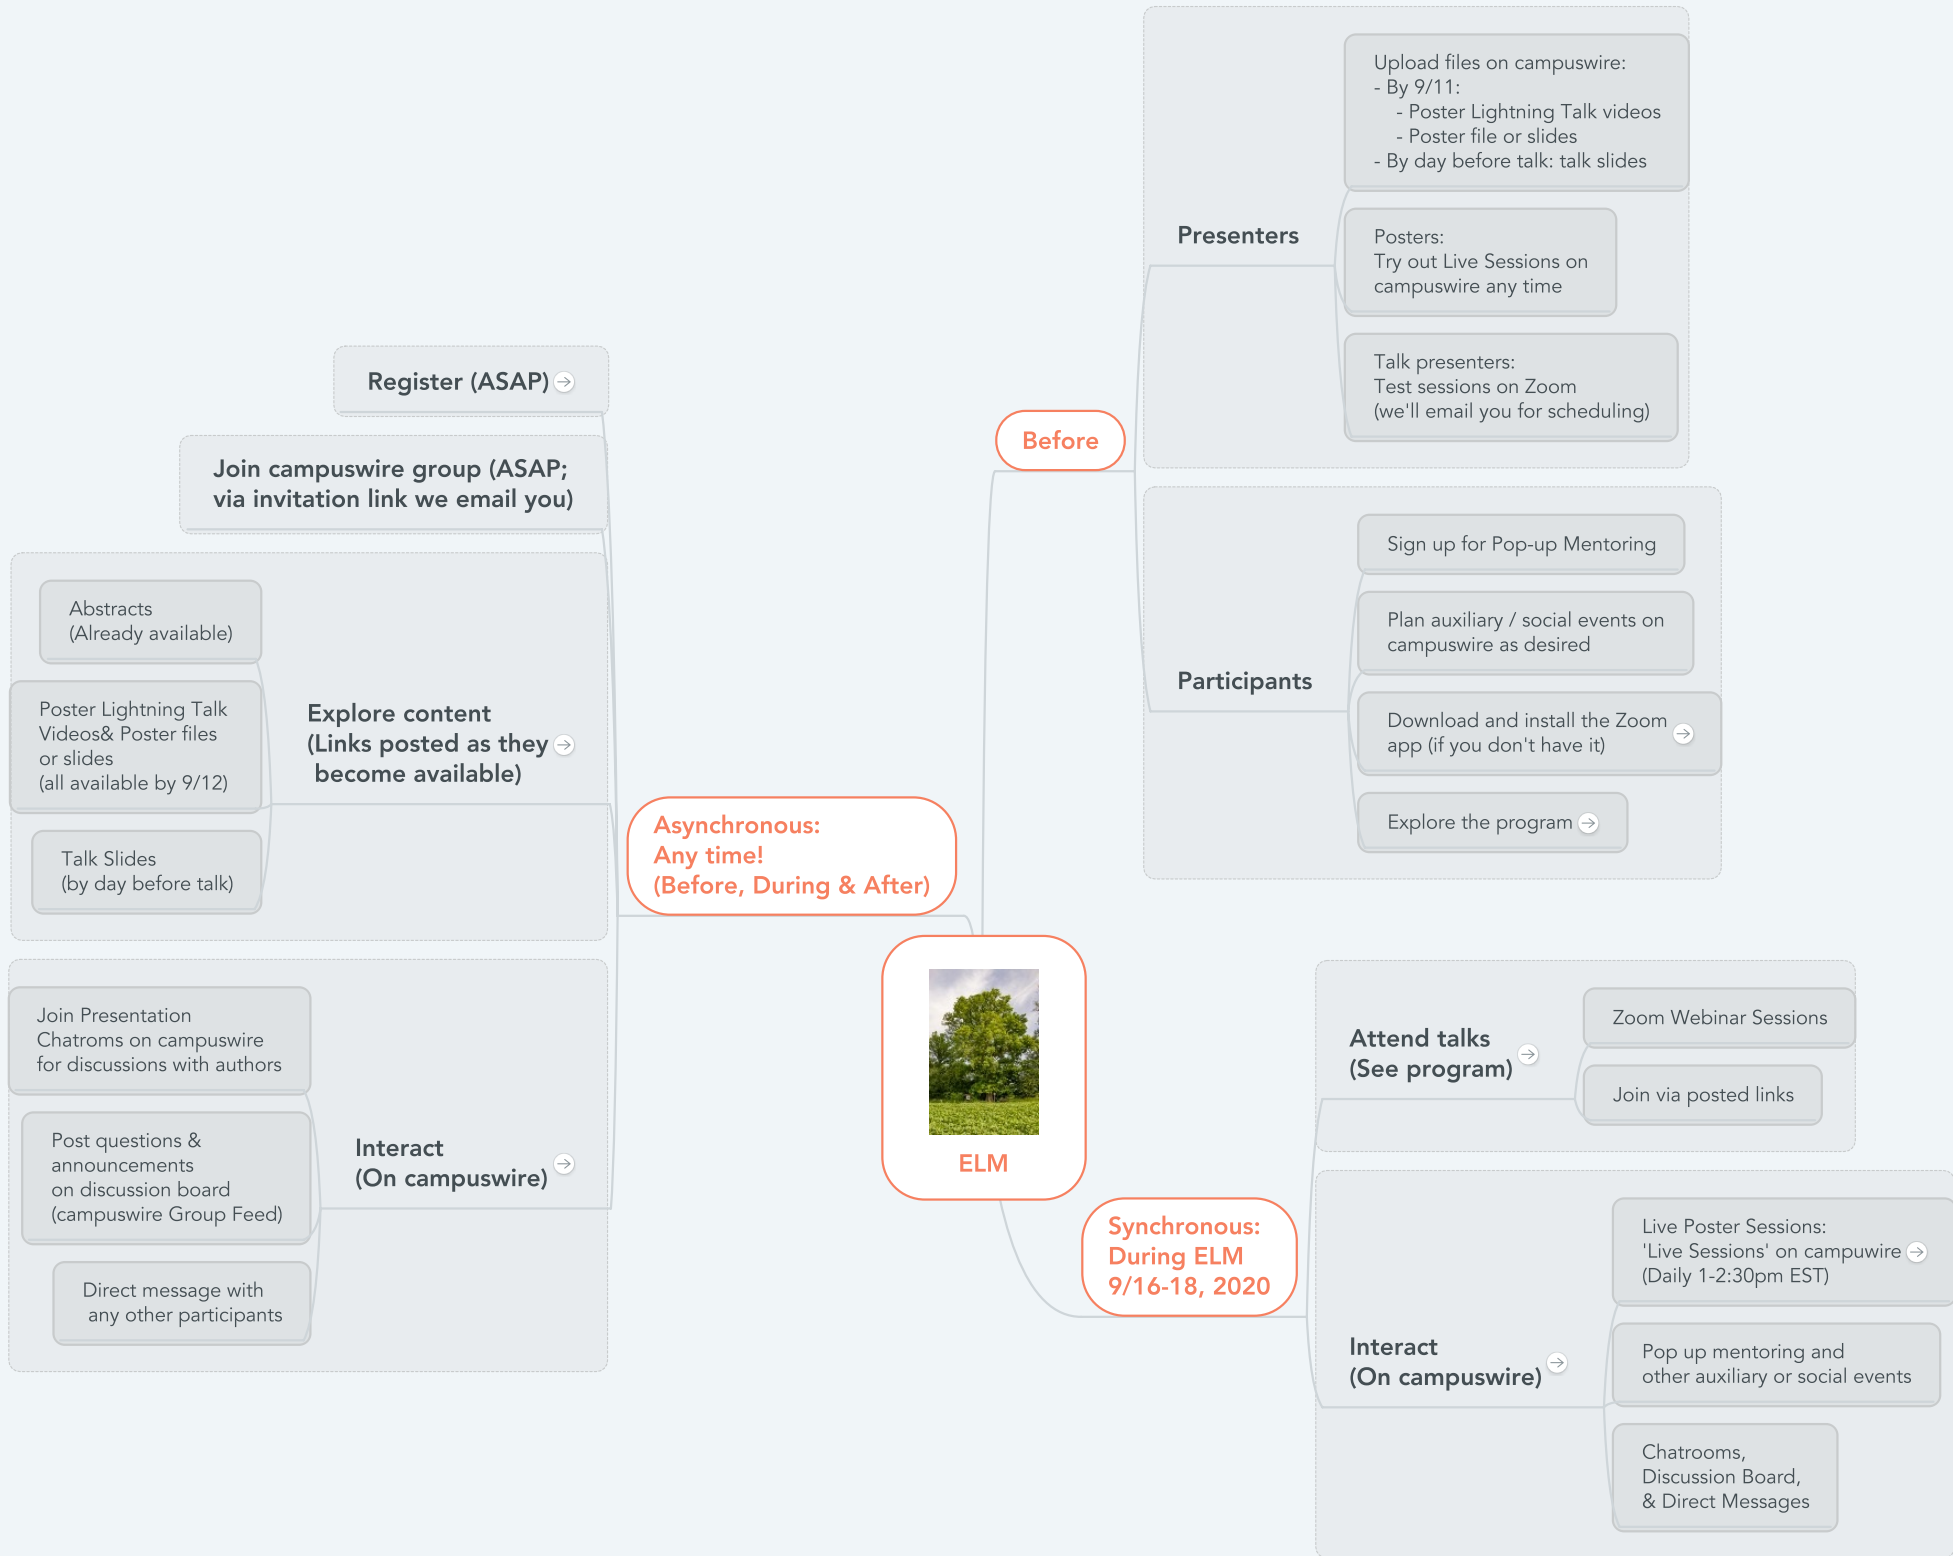 Upload files on campuswire:
- By 9/11:
- Poster Lightning Talk videos
- Poster file or slides
- By day before talk: talk slides
Presenters
Posters:
Try out Live Sessions on
campuswire any time
Talk presenters:
Test sessions on Zoom
(we'll email you for scheduling)
Before
Sign up for Pop-up Mentoring
Plan auxiliary / social events on
campuswire as desired
Participants
Download and install the Zoom
app (if you don't have it)
Explore the program
Register (ASAP)
Join campuswire group (ASAP;
via invitation link we email you)
Abstracts
(Already available)
Poster Lightning Talk
Videos& Poster files
or slides
(all available by 9/12)
Talk Slides
(by day before talk)
Explore content
(Links posted as they
become available)
Asynchronous:
Any time!
(Before, During & After)
Join Presentation
Chatroms on campuswire
for discussions with authors
Post questions &
announcements
on discussion board
(campuswire Group Feed)
Direct message with
any other participants
Interact
(On campuswire)
ELM
Synchronous:
During ELM
9/16-18, 2020
Attend talks
(See program)
Zoom Webinar Sessions
Join via posted links
Interact
(On campuswire)
Live Poster Sessions:
'Live Sessions' on campuwire
(Daily 1-2:30pm EST)
Pop up mentoring and
other auxiliary or social events
Chatrooms,
Discussion Board,
& Direct Messages